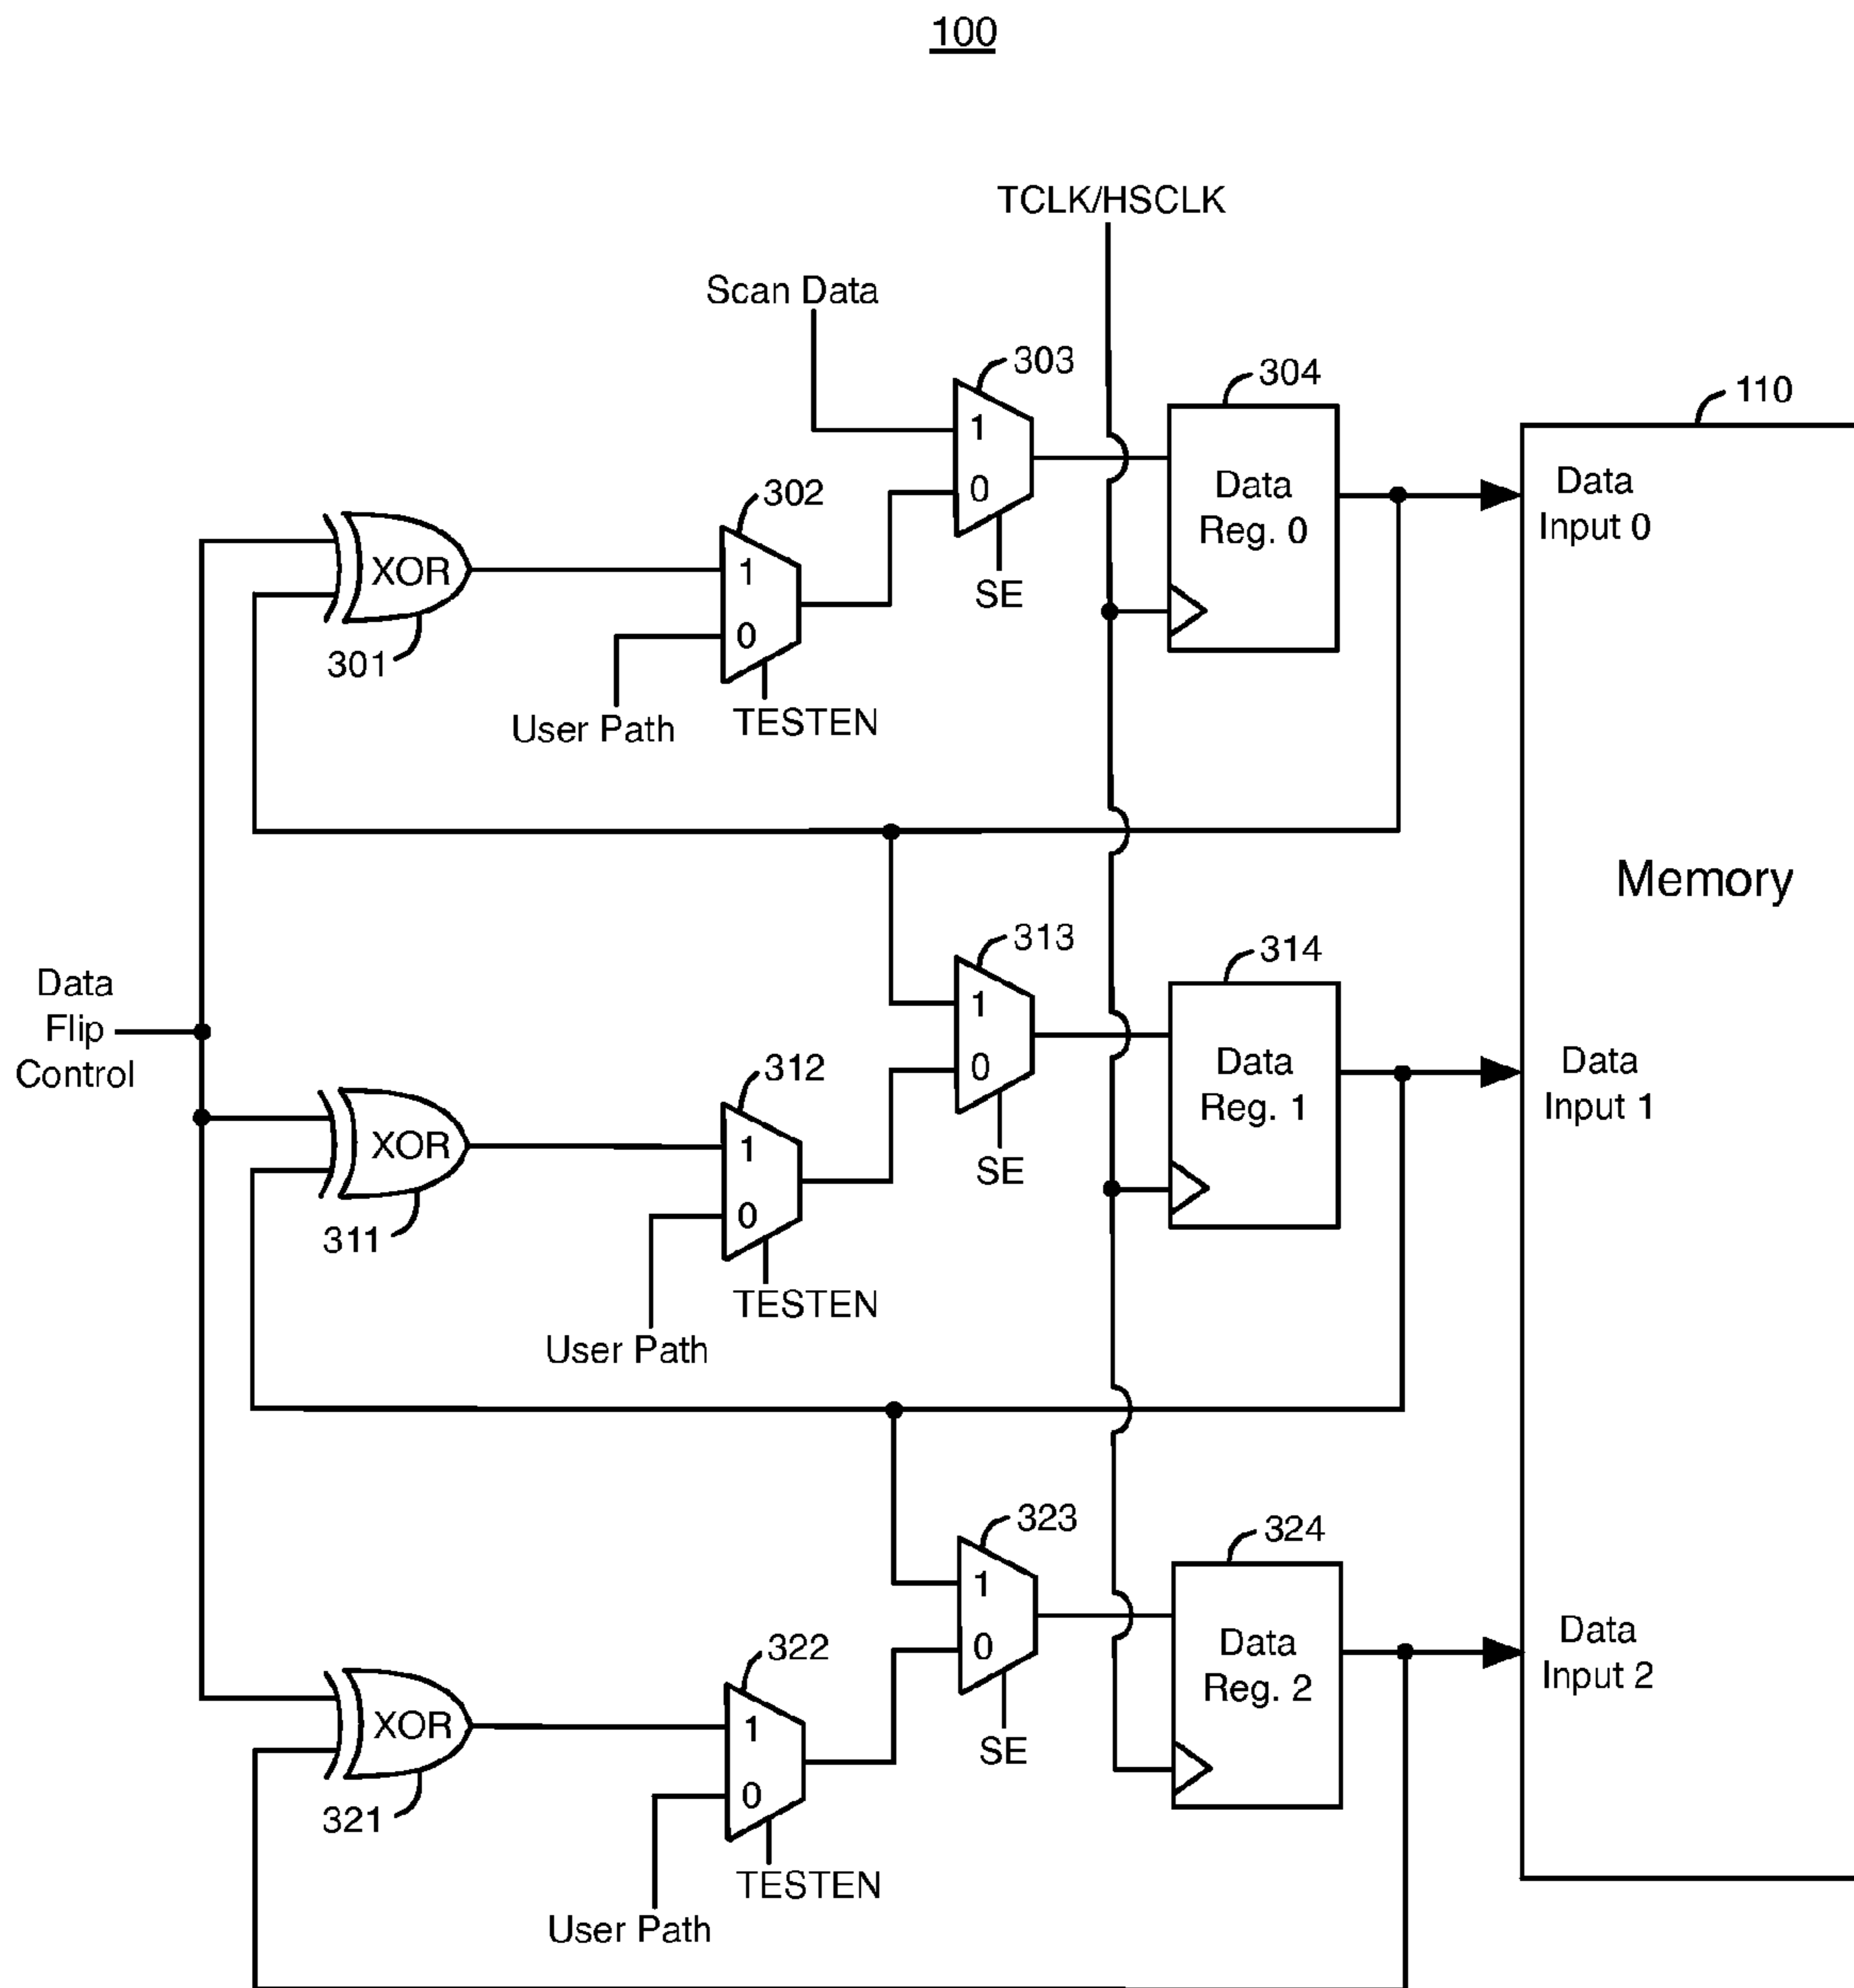 100
TCLK/HSCLK
Scan Data
303
304
110
1
0
SE
Data
Reg. 0
Data
Input 0
302
XOR
301
1
0
User Path
TESTEN
Memory
Data
Flip
Control
313
314
1
0
SE
Data
Reg. 1
Data
Input 1
312
XOR
311
1
0
TESTEN
User Path
323
324
1
0
SE
Data
Reg. 2
Data
Input 2
322
XOR
321
1
0
TESTEN
User Path